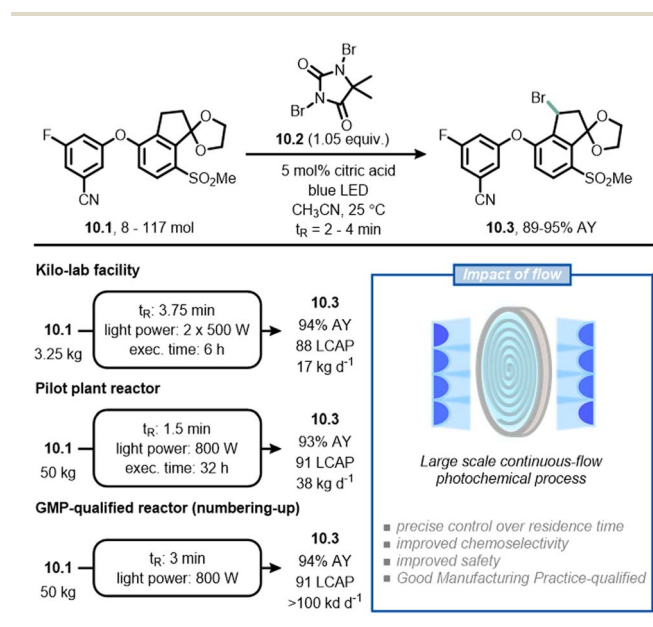 Br
O
N
N
Br
O
10.2 (1.05 equiv.)
F
O
O
O
SO2Me
CN
10.1, 8 - 117 mol
5 mol% citric acid
blue LED
CH3CN, 25 °C
tR = 2 - 4 min
Br
F
O
O
O
SO2Me
CN
10.3, 89-95% AY
Kilo-lab facility
10.1
3.25 kg
tR: 3.75 min
light power: 2 x 500 W
exec. time: 6 h
10.3
94% AY
88 LCAP
17 kg d-1
Pilot plant reactor
10.1
50 kg
tR: 1.5 min
light power: 800 W
exec. time: 32 h
10.3
93% AY
91 LCAP
38 kg d-1
GMP-qualified reactor (numbering-up)
10.1
50 kg
tR: 3 min
light power: 800 W
10.3
94% AY
91 LCAP
>100 kd d-1
Impact of flow
Large scale continuous-flow
photochemical process
■ precise control over residence time
■ improved chemoselectivity
■ improved safety
■ Good Manufacturing Practice-qualified